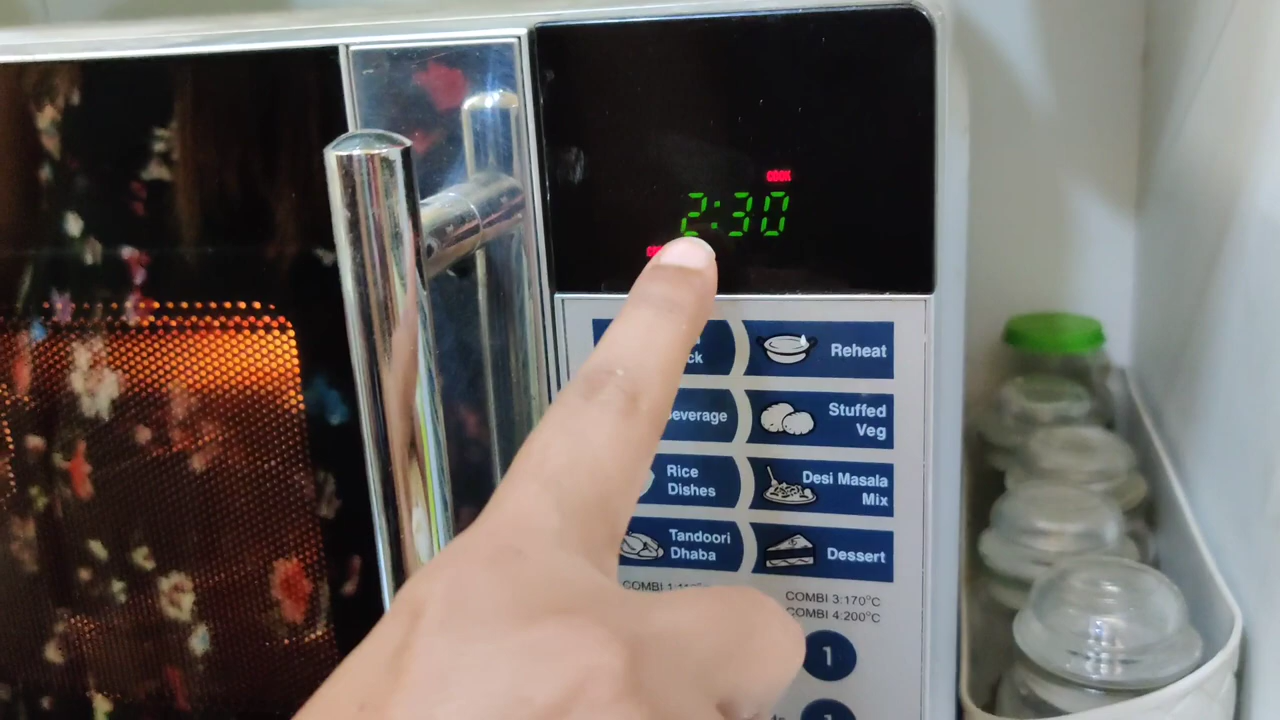 COOK
2:30
Reheat
Stuffed
Veg
Rice
Dishes
Desi Masala
Mix
Tandoori
Dhaba
Dessert
COMBI 3:170°C
COMBI 4:200°C
1
1